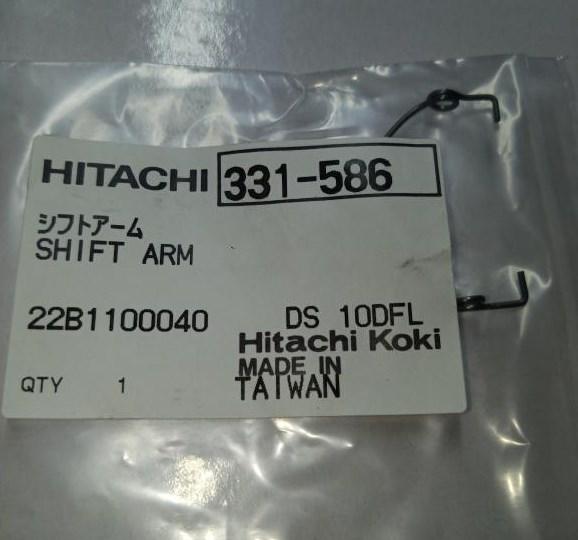 HITACHI 331-586
シフトアーム
SHIFT ARM
22B1100040 DS 10DFL
Hitachi Koki
MADE IN
QTY 1 TAIWAN